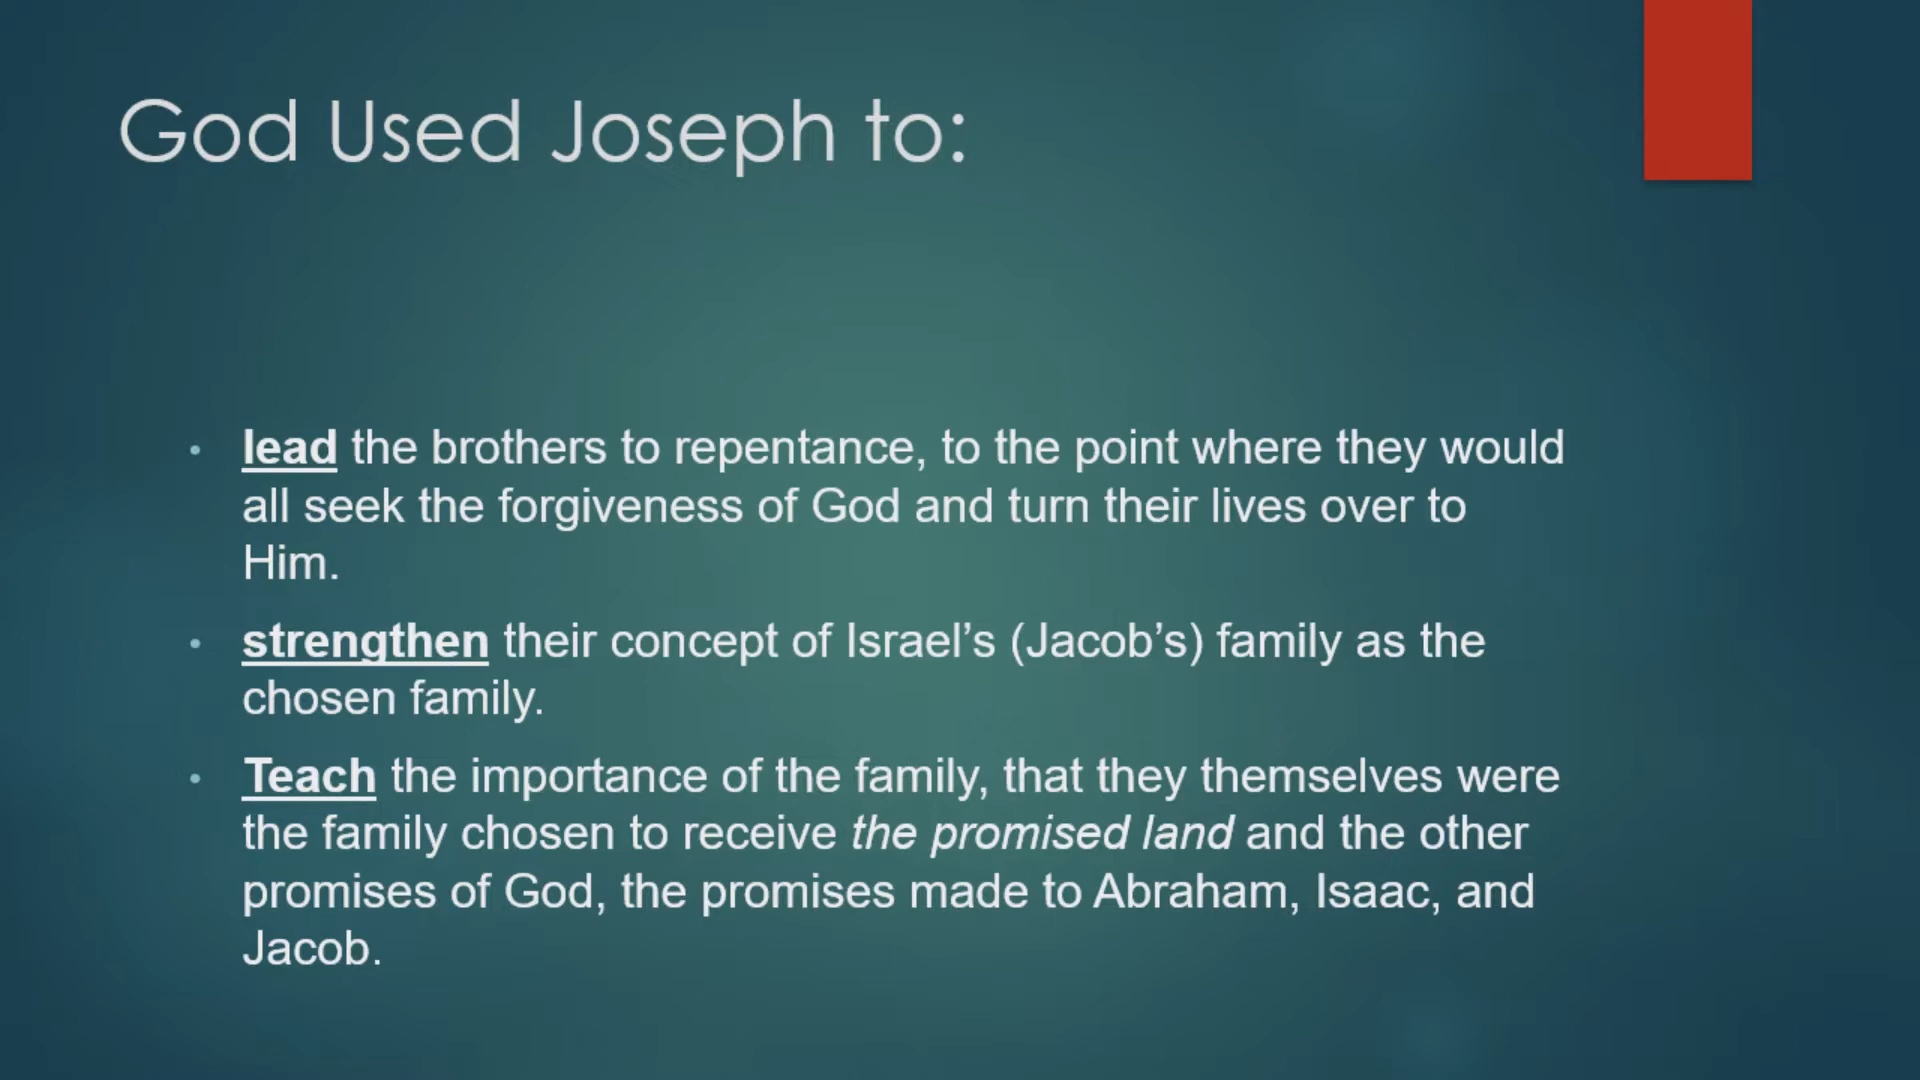 God Used Joseph to:
• lead the brothers to repentance, to the point where they would
all seek the forgiveness of God and turn their lives over to
Him.
• strengthen their concept of Israel’s (Jacob’s) family as the
chosen family.
• Teach the importance of the family, that they themselves were
the family chosen to receive the promised land and the other
promises of God, the promises made to Abraham, Isaac, and
Jacob.